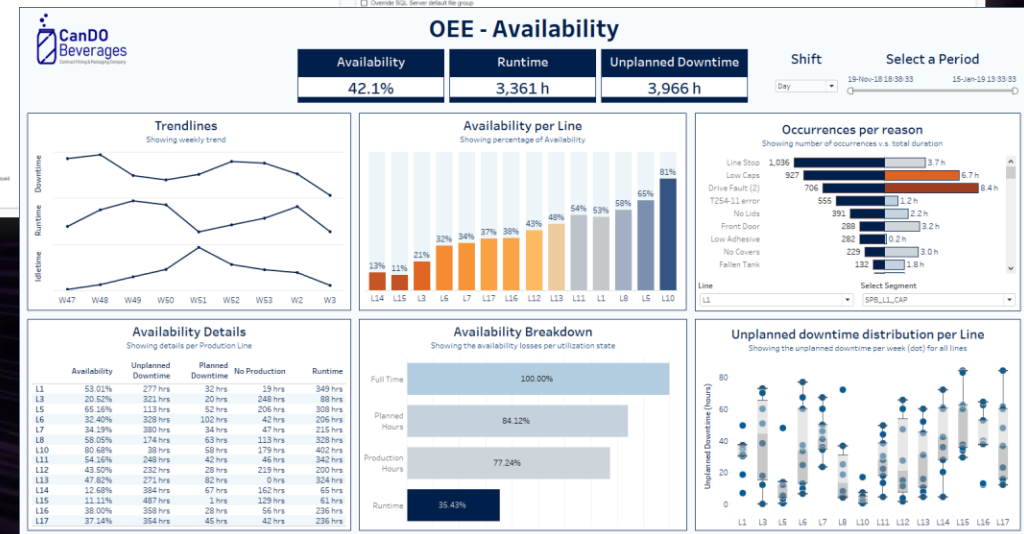 Override SQL Server default file group
CanDO
Beverages
Contract Filling & Packaging Company
OEE - Availability
Availability
42.1%
Runtime
3,361 h
Unplanned Downtime
3,966 h
Shift
Day
Select a Period
19-Nov-18 18:38:33
15-Jan-19 13:33:33
Trendlines
Showing weekly trend
Downtime
Runtime
Idletime
W47 W48 W49 W50 W51 W52 W53 W2 W3
Availability per Line
Showing percentage of Availability
13% 11% 21% 32% 34% 37% 38% 43% 48% 54% 53% 58% 65% 81%
L14 L15 L3 L6 L7 L17 L16 L12 L13 L11 L1 L8 L5 L10
Occurrences per reason
Showing number of occurrences v.s. total duration
Line Stop 1,036 3.7 h
Low Caps 927 6.7 h
Drive Fault (2) 706 8.4 h
T254-11 error 555 1.2 h
No Lids 391 2.2 h
Front Door 288 3.2 h
Low Adhesive 282 0.2 h
No Covers 229 3.0 h
Fallen Tank 132 1.8 h
Line
L1
Select Segment
SPB_L1_CAP
Availability Details
Showing details per Prodution Line
Availability Unplanned Downtime Planned Downtime No Production Runtime
L1 53.01% 277 hrs 32 hrs 19 hrs 349 hrs
L3 20.52% 321 hrs 20 hrs 248 hrs 88 hrs
L5 65.16% 113 hrs 52 hrs 206 hrs 308 hrs
L6 32.40% 328 hrs 102 hrs 42 hrs 206 hrs
L7 34.19% 380 hrs 34 hrs 47 hrs 215 hrs
L8 58.05% 174 hrs 63 hrs 113 hrs 328 hrs
L10 80.68% 38 hrs 58 hrs 179 hrs 402 hrs
L11 54.16% 248 hrs 42 hrs 46 hrs 342 hrs
L12 43.50% 232 hrs 28 hrs 219 hrs 200 hrs
L13 47.82% 271 hrs 82 hrs 0 hrs 324 hrs
L14 12.68% 384 hrs 67 hrs 162 hrs 65 hrs
L15 11.11% 487 hrs 1 hrs 129 hrs 61 hrs
L16 38.00% 358 hrs 28 hrs 56 hrs 236 hrs
L17 37.14% 354 hrs 45 hrs 42 hrs 236 hrs
Availability Breakdown
Showing the availability losses per utilization state
Full Time 100.00%
Planned Hours 84.12%
Production Hours 77.24%
Runtime 35.43%
Unplanned downtime distribution per Line
Showing the unplanned downtime per week (dot) for all lines
Unplanned Downtime (hours)
80
60
40
20
0
L1 L3 L5 L6 L7 L8 L10 L11 L12 L13 L14 L15 L16 L17